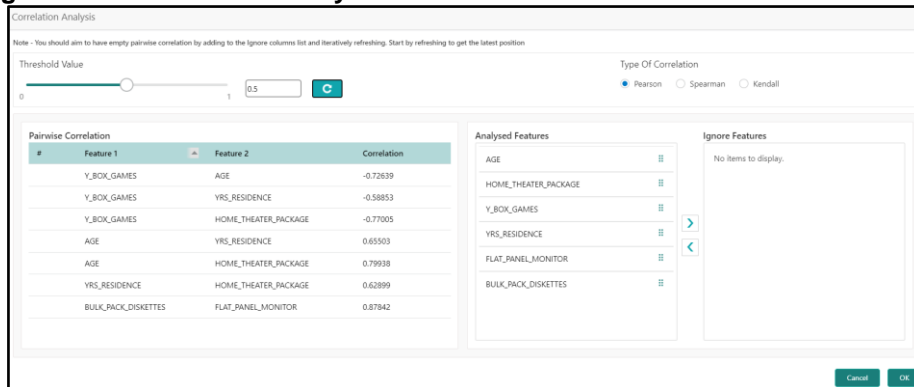 Correlation Analysis
Note - You should aim to have empty pairwise correlation by adding to the Ignore columns list and iteratively refreshing. Start by refreshing to get the latest position
Threshold Value
0
1
0.5
Type Of Correlation
Pearson Spearman Kendall
Pairwise Correlation
# Feature 1 Feature 2 Correlation
Y_BOX_GAMES AGE -0.72639
Y_BOX_GAMES YRS_RESIDENCE -0.58853
Y_BOX_GAMES HOME_THEATER_PACKAGE -0.77005
AGE YRS_RESIDENCE 0.65503
AGE HOME_THEATER_PACKAGE 0.79938
YRS_RESIDENCE HOME_THEATER_PACKAGE 0.62899
BULK_PACK_DISKETTES FLAT_PANEL_MONITOR 0.87842
Analysed Features
AGE
HOME_THEATER_PACKAGE
Y_BOX_GAMES
YRS_RESIDENCE
FLAT_PANEL_MONITOR
BULK_PACK_DISKETTES
Ignore Features
No items to display.
Cancel OK